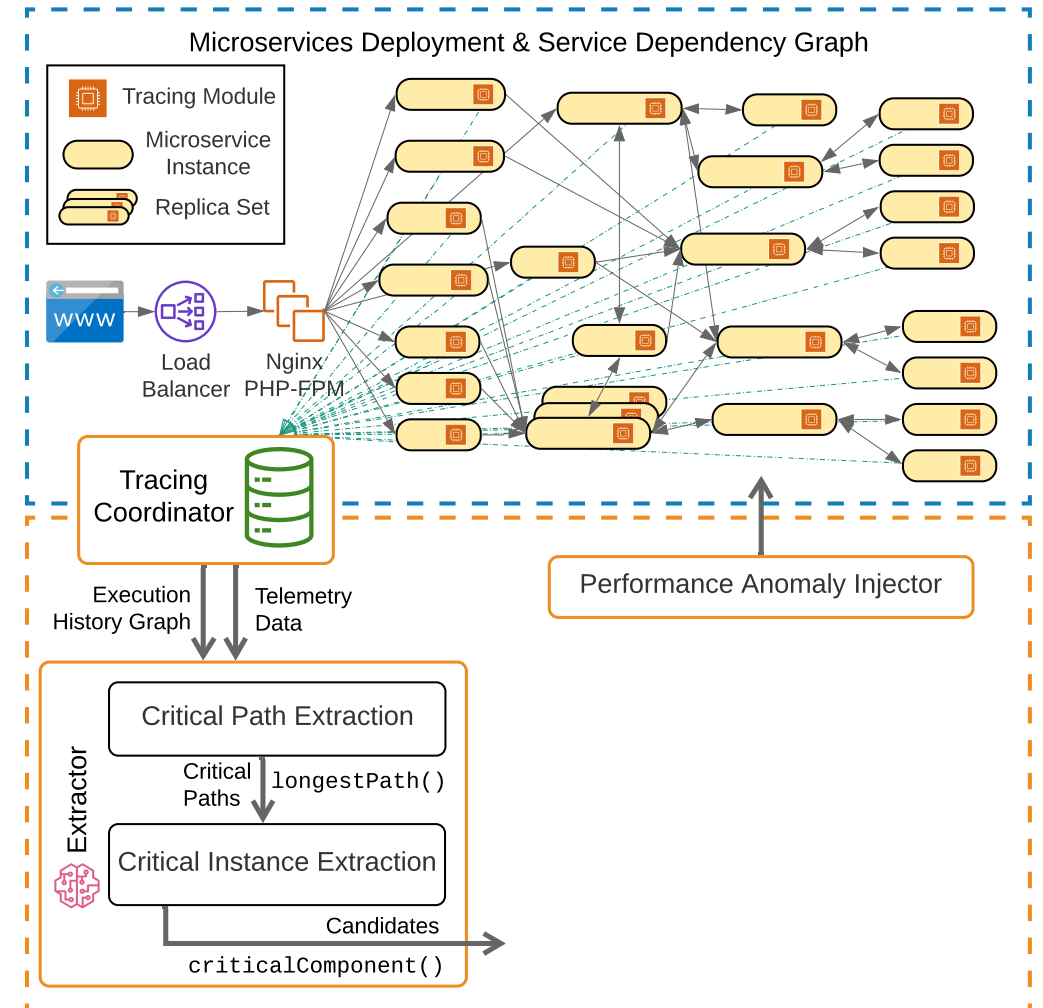 Microservices Deployment & Service Dependency Graph
Tracing Module
Microservice
Instance
Replica Set
www
Load
Balancer
Nginx
PHP-FPM
Tracing
Coordinator
Performance Anomaly Injector
Execution
History Graph
Telemetry
Data
Extractor
Critical Path Extraction
Critical
Paths
longestPath()
Critical Instance Extraction
Candidates
criticalComponent()